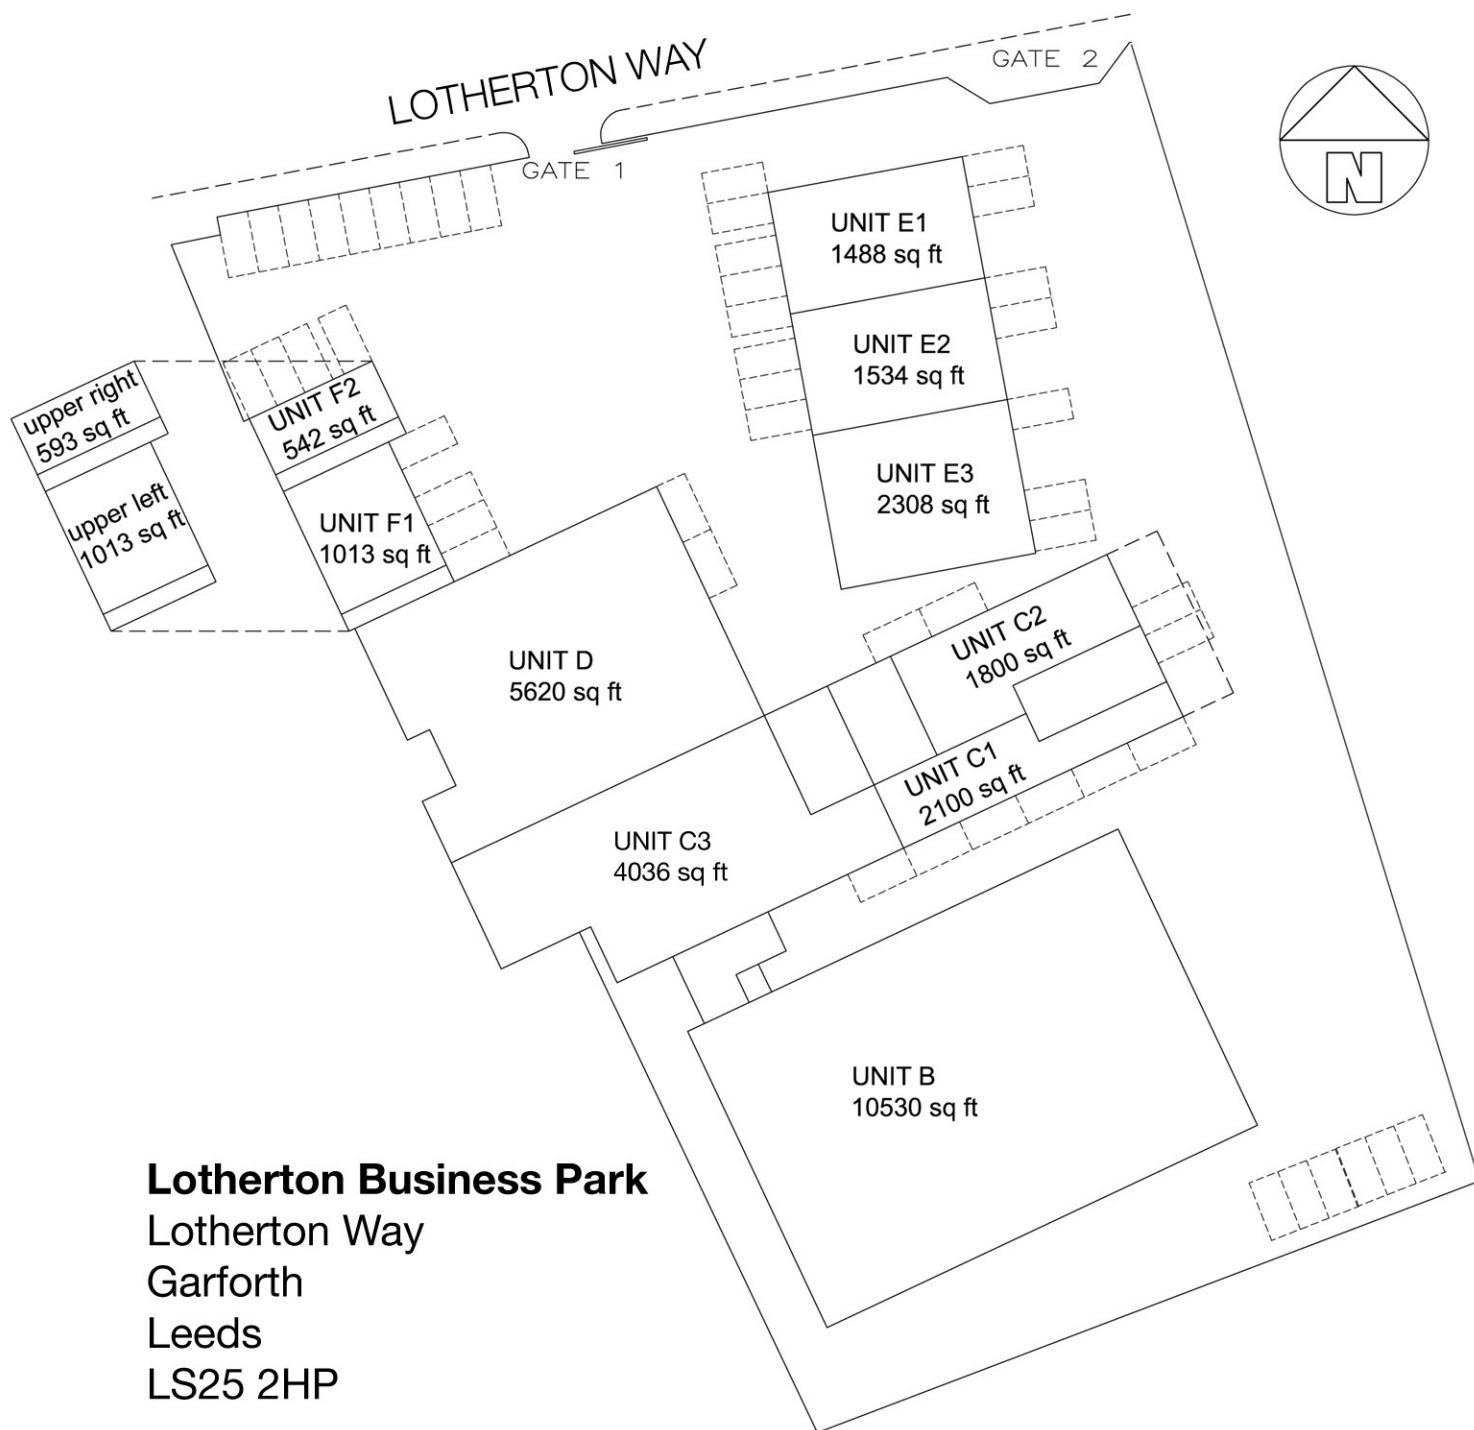 LOTHERTON WAY
GATE 2
GATE 1
N
UNIT E1
1488 sq ft
UNIT E2
1534 sq ft
UNIT E3
2308 sq ft
upper right
593 sq ft
UNIT F2
542 sq ft
upper left
1013 sq ft
UNIT F1
1013 sq ft
UNIT D
5620 sq ft
UNIT C2
1800 sq ft
UNIT C1
2100 sq ft
UNIT C3
4036 sq ft
UNIT B
10530 sq ft
Lotherton Business Park
Lotherton Way
Garforth
Leeds
LS25 2HP